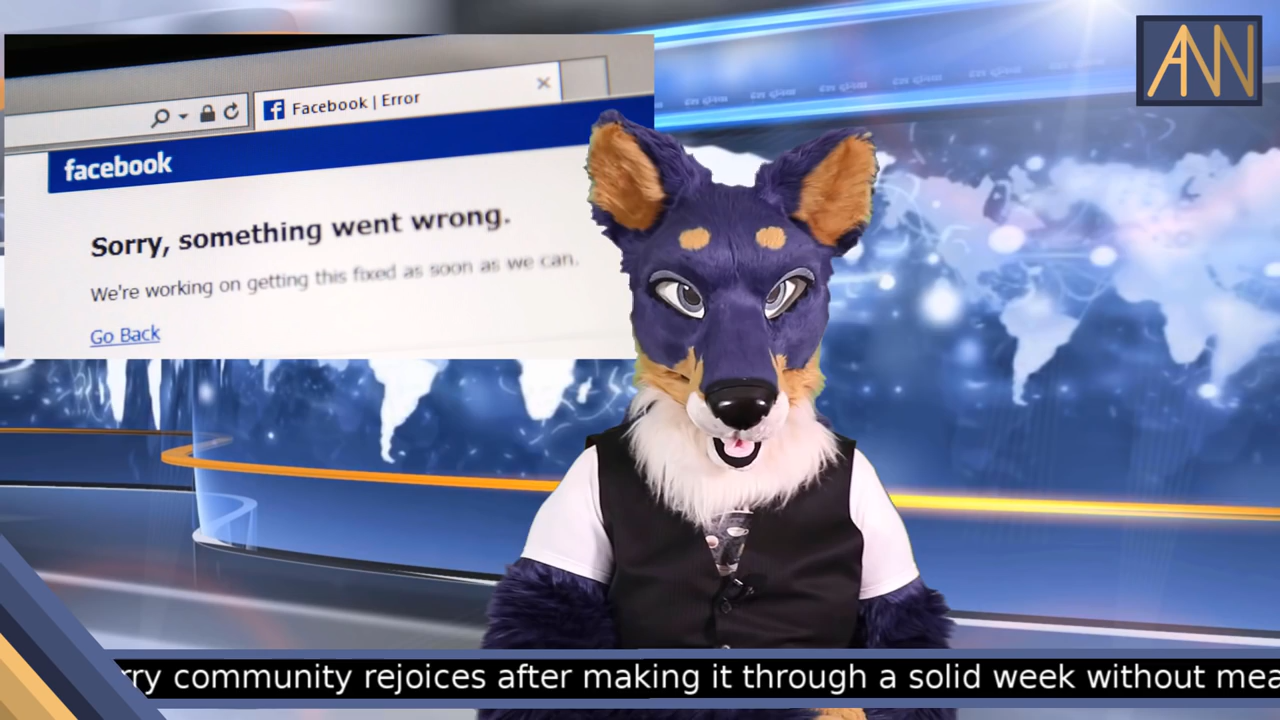 ANN
Facebook | Error
facebook
Sorry, something went wrong.
We're working on getting this fixed as soon as we can.
Go Back
rry community rejoices after making it through a solid week without mea